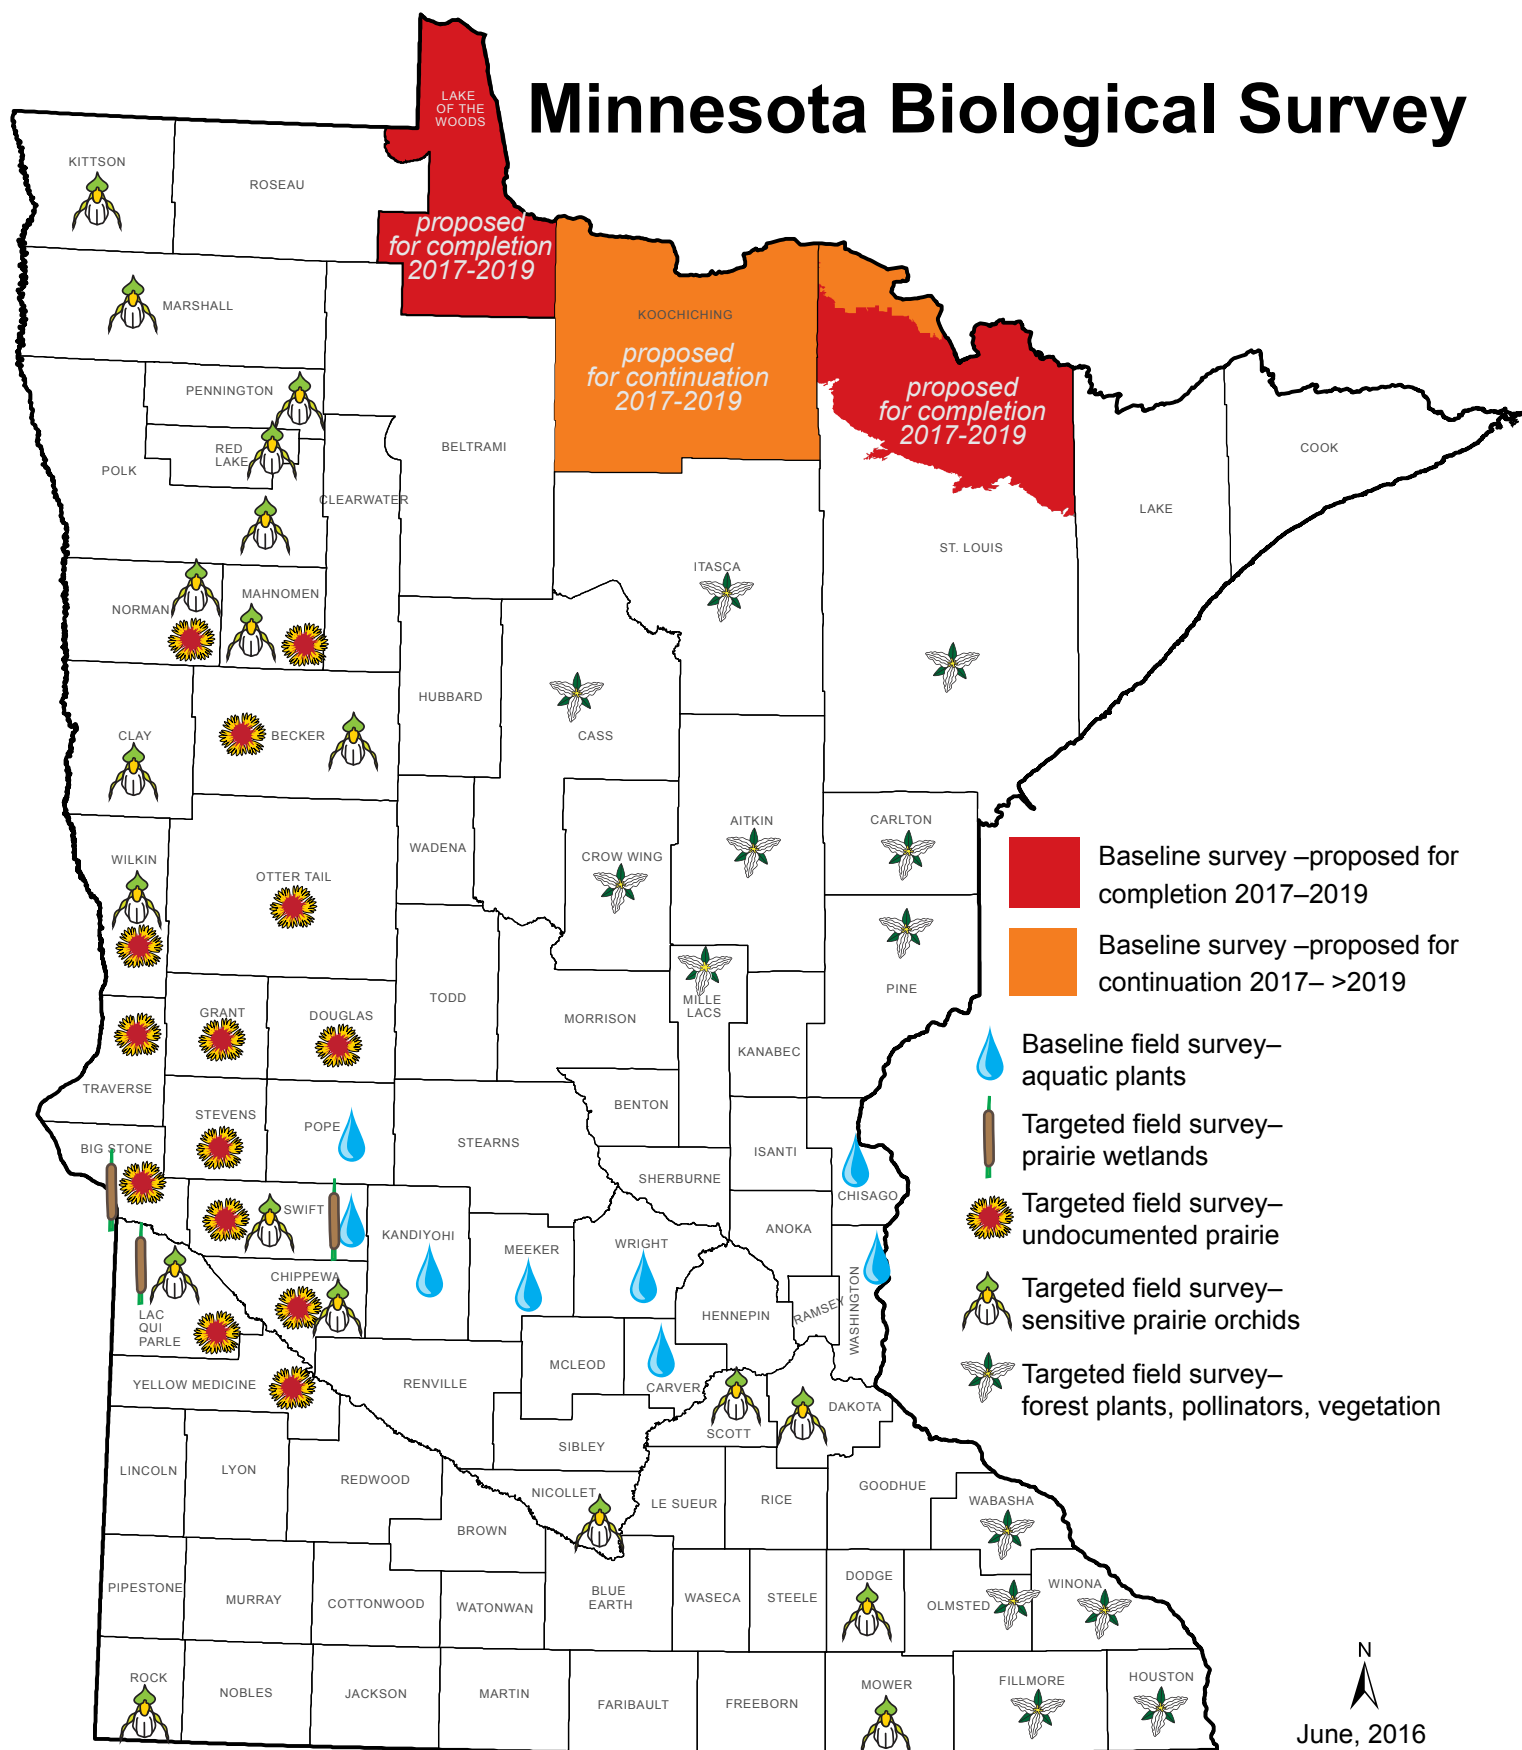 Minnesota Biological Survey
LAKE
OF THE
WOODS
KITTSON
ROSEAU
proposed
for completion
2017-2019
MARSHALL
KOOCHICHING
proposed
for continuation
2017-2019
proposed
for completion
2017-2019
PENNINGTON
RED
LAKE
POLK
BELTRAMI
CLEARWATER
COOK
LAKE
ST. LOUIS
ITASCA
NORMAN
MAHNOMEN
HUBBARD
CASS
CLAY
BECKER
WADENA
CROW WING
AITKIN
CARLTON
WILKIN
OTTER TAIL
TODD
MORRISON
MILLE
LACS
PINE
KANABEC
GRANT
DOUGLAS
TRAVERSE
STEVENS
POPE
STEARNS
BENTON
ISANTI
CHISAGO
BIG STONE
SHERBURNE
SWIFT
KANDIYOHI
MEEKER
WRIGHT
ANOKA
WASHINGTON
RAMSEY
HENNEPIN
CHIPPEWA
LAC
QUI
PARLE
MCLEOD
CARVER
YELLOW MEDICINE
RENVILLE
SCOTT
DAKOTA
SIBLEY
LINCOLN
LYON
REDWOOD
NICOLLET
LE SUEUR
RICE
GOODHUE
WABASHA
BROWN
PIPESTONE
MURRAY
COTTONWOOD
WATONWAN
BLUE
EARTH
WASECA
STEELE
DODGE
OLMSTED
WINONA
ROCK
NOBLES
JACKSON
MARTIN
FARIBAULT
FREEBORN
MOWER
FILLMORE
HOUSTON
Baseline survey –proposed for
completion 2017–2019
Baseline survey –proposed for
continuation 2017– >2019
Baseline field survey–
aquatic plants
Targeted field survey–
prairie wetlands
Targeted field survey–
undocumented prairie
Targeted field survey–
sensitive prairie orchids
Targeted field survey–
forest plants, pollinators, vegetation
N
June, 2016